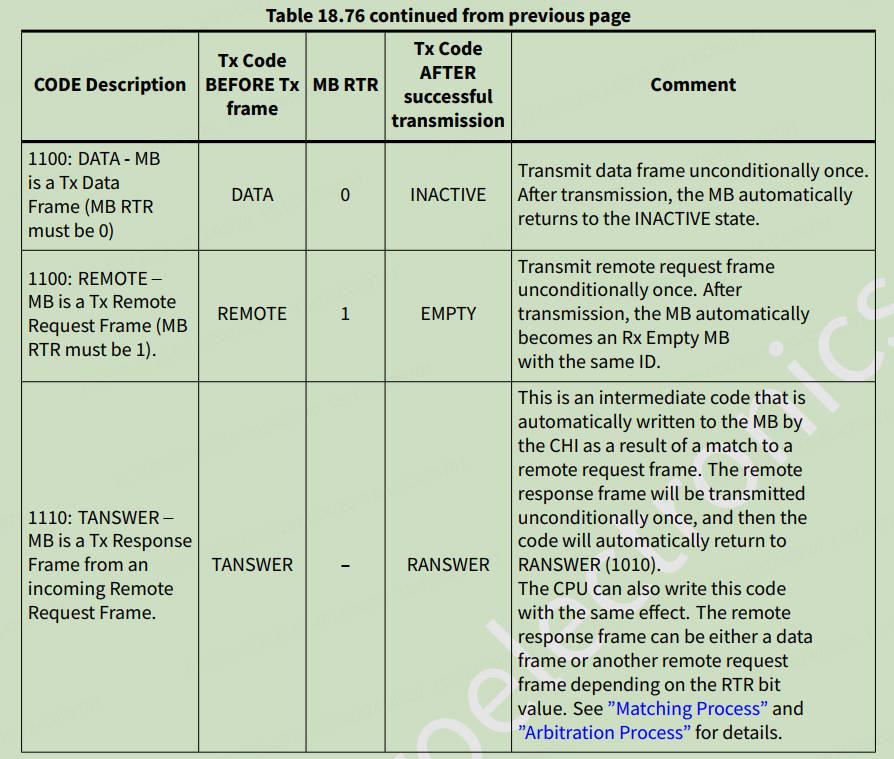 Table 18.76 continued from previous page
CODE Description
Tx Code
BEFORE Tx
frame
MB RTR
Tx Code
AFTER
successful
transmission
Comment
1100: DATA - MB
is a Tx Data
Frame (MB RTR
must be 0)
DATA
0
INACTIVE
Transmit data frame unconditionally once.
After transmission, the MB automatically
returns to the INACTIVE state.
1100: REMOTE –
MB is a Tx Remote
Request Frame (MB
RTR must be 1).
REMOTE
1
EMPTY
Transmit remote request frame
unconditionally once. After
transmission, the MB automatically
becomes an Rx Empty MB
with the same ID.
1110: TANSWER –
MB is a Tx Response
Frame from an
incoming Remote
Request Frame.
TANSWER
–
RANSWER
This is an intermediate code that is
automatically written to the MB by
the CHI as a result of a match to a
remote request frame. The remote
response frame will be transmitted
unconditionally once, and then the
code will automatically return to
RANSWER (1010).
The CPU can also write this code
with the same effect. The remote
response frame can be either a data
frame or another remote request
frame depending on the RTR bit
value. See ”Matching Process” and
”Arbitration Process” for details.
oelectronics